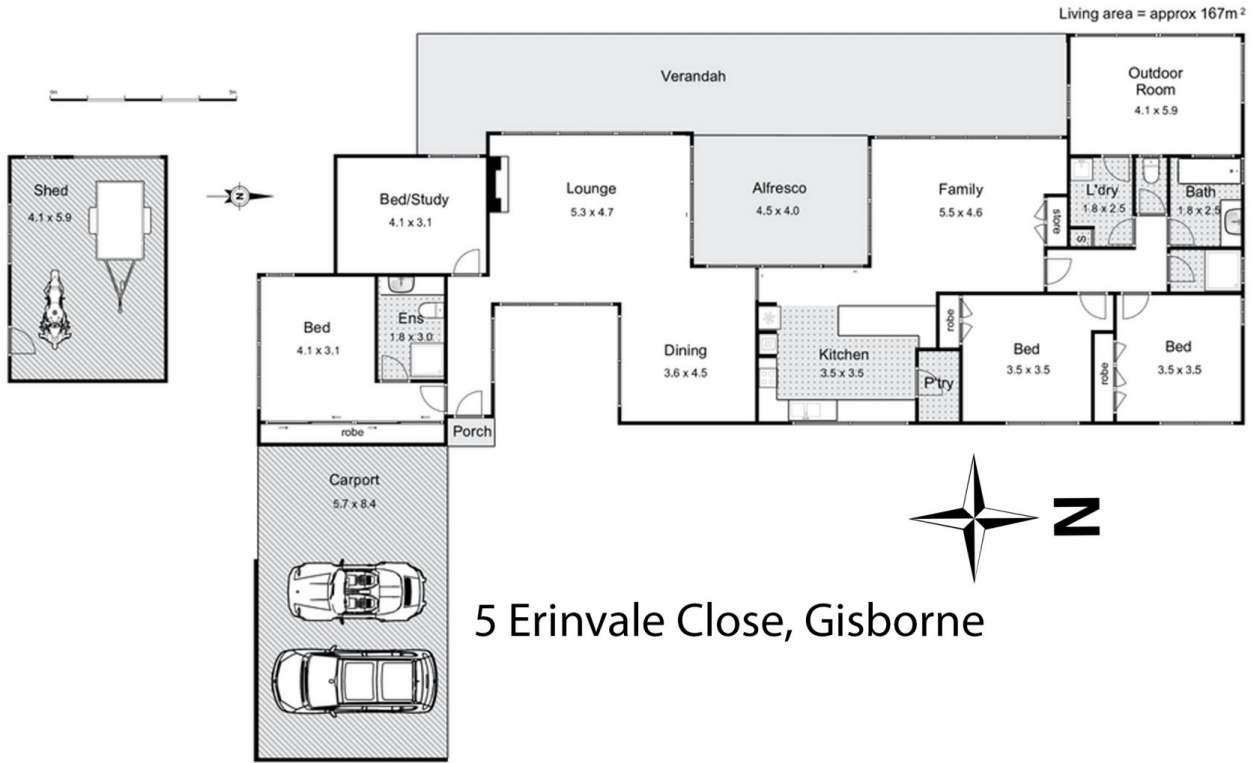 Living area = approx 167m²
Verandah
Outdoor
Room
4.1 x 5.9
0m
5m
Shed
4.1 x 5.9
N
Bed/Study
4.1 x 3.1
Lounge
5.3 x 4.7
Alfresco
4.5 x 4.0
Family
5.5 x 4.6
store
L'dry
1.8 x 2.5
S
Bath
1.8 x 2.5
Bed
4.1 x 3.1
Ens
1.8 x 3.0
robe
Porch
Dining
3.6 x 4.5
Kitchen
3.5 x 3.5
P'try
robe
Bed
3.5 x 3.5
robe
Bed
3.5 x 3.5
Carport
5.7 x 8.4
N
5 Erinvale Close, Gisborne